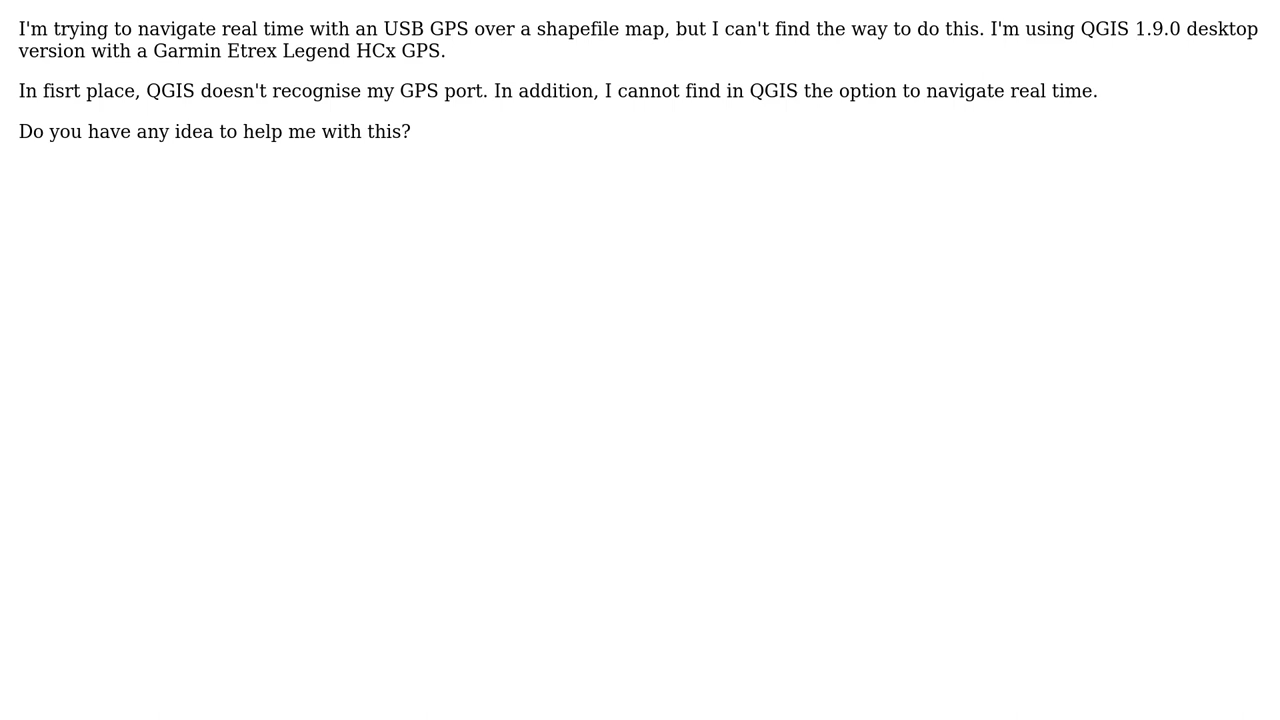 I'm trying to navigate real time with an USB GPS over a shapefile map, but I can't find the way to do this. I'm using QGIS 1.9.0 desktop
version with a Garmin Etrex Legend HCx GPS.
In fisrt place, QGIS doesn't recognise my GPS port. In addition, I cannot find in QGIS the option to navigate real time.
Do you have any idea to help me with this?